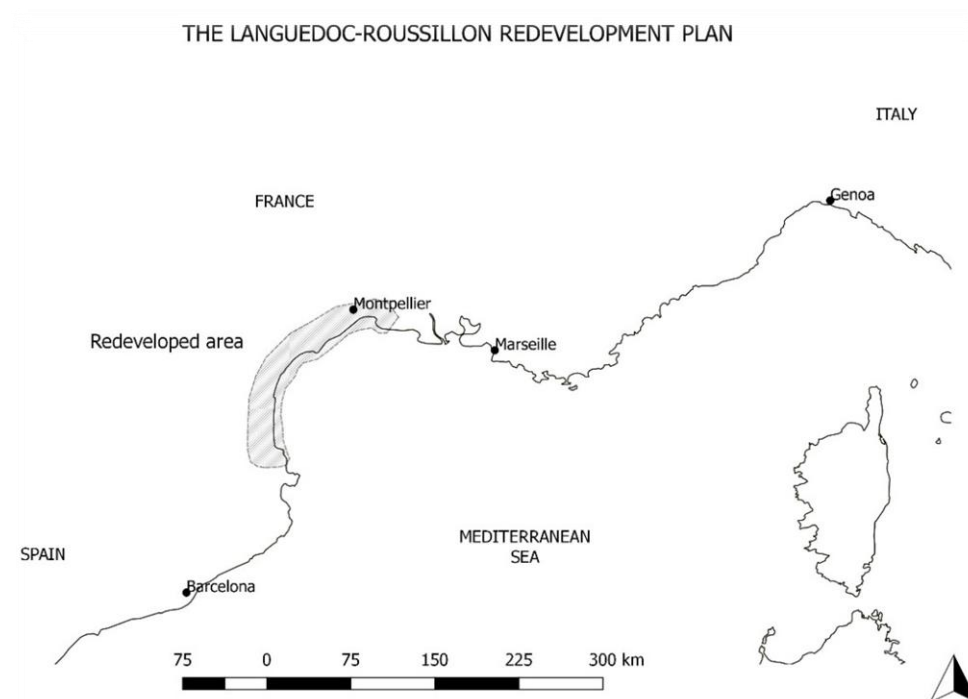 THE LANGUEDOC-ROUSSILLON REDEVELOPMENT PLAN
ITALY
Genoa
FRANCE
Montpellier
Redeveloped area
Marseille
MEDITERRANEAN
SEA
SPAIN
Barcelona
75 0 75 150 225 300 km